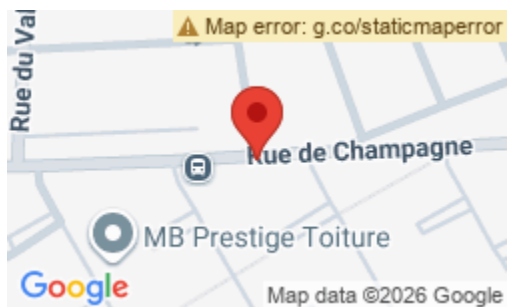 Map error: g.co/staticmaperror
Rue du Val
Rue de Champagne
MB Prestige Toiture
Google
Map data ©2026 Google